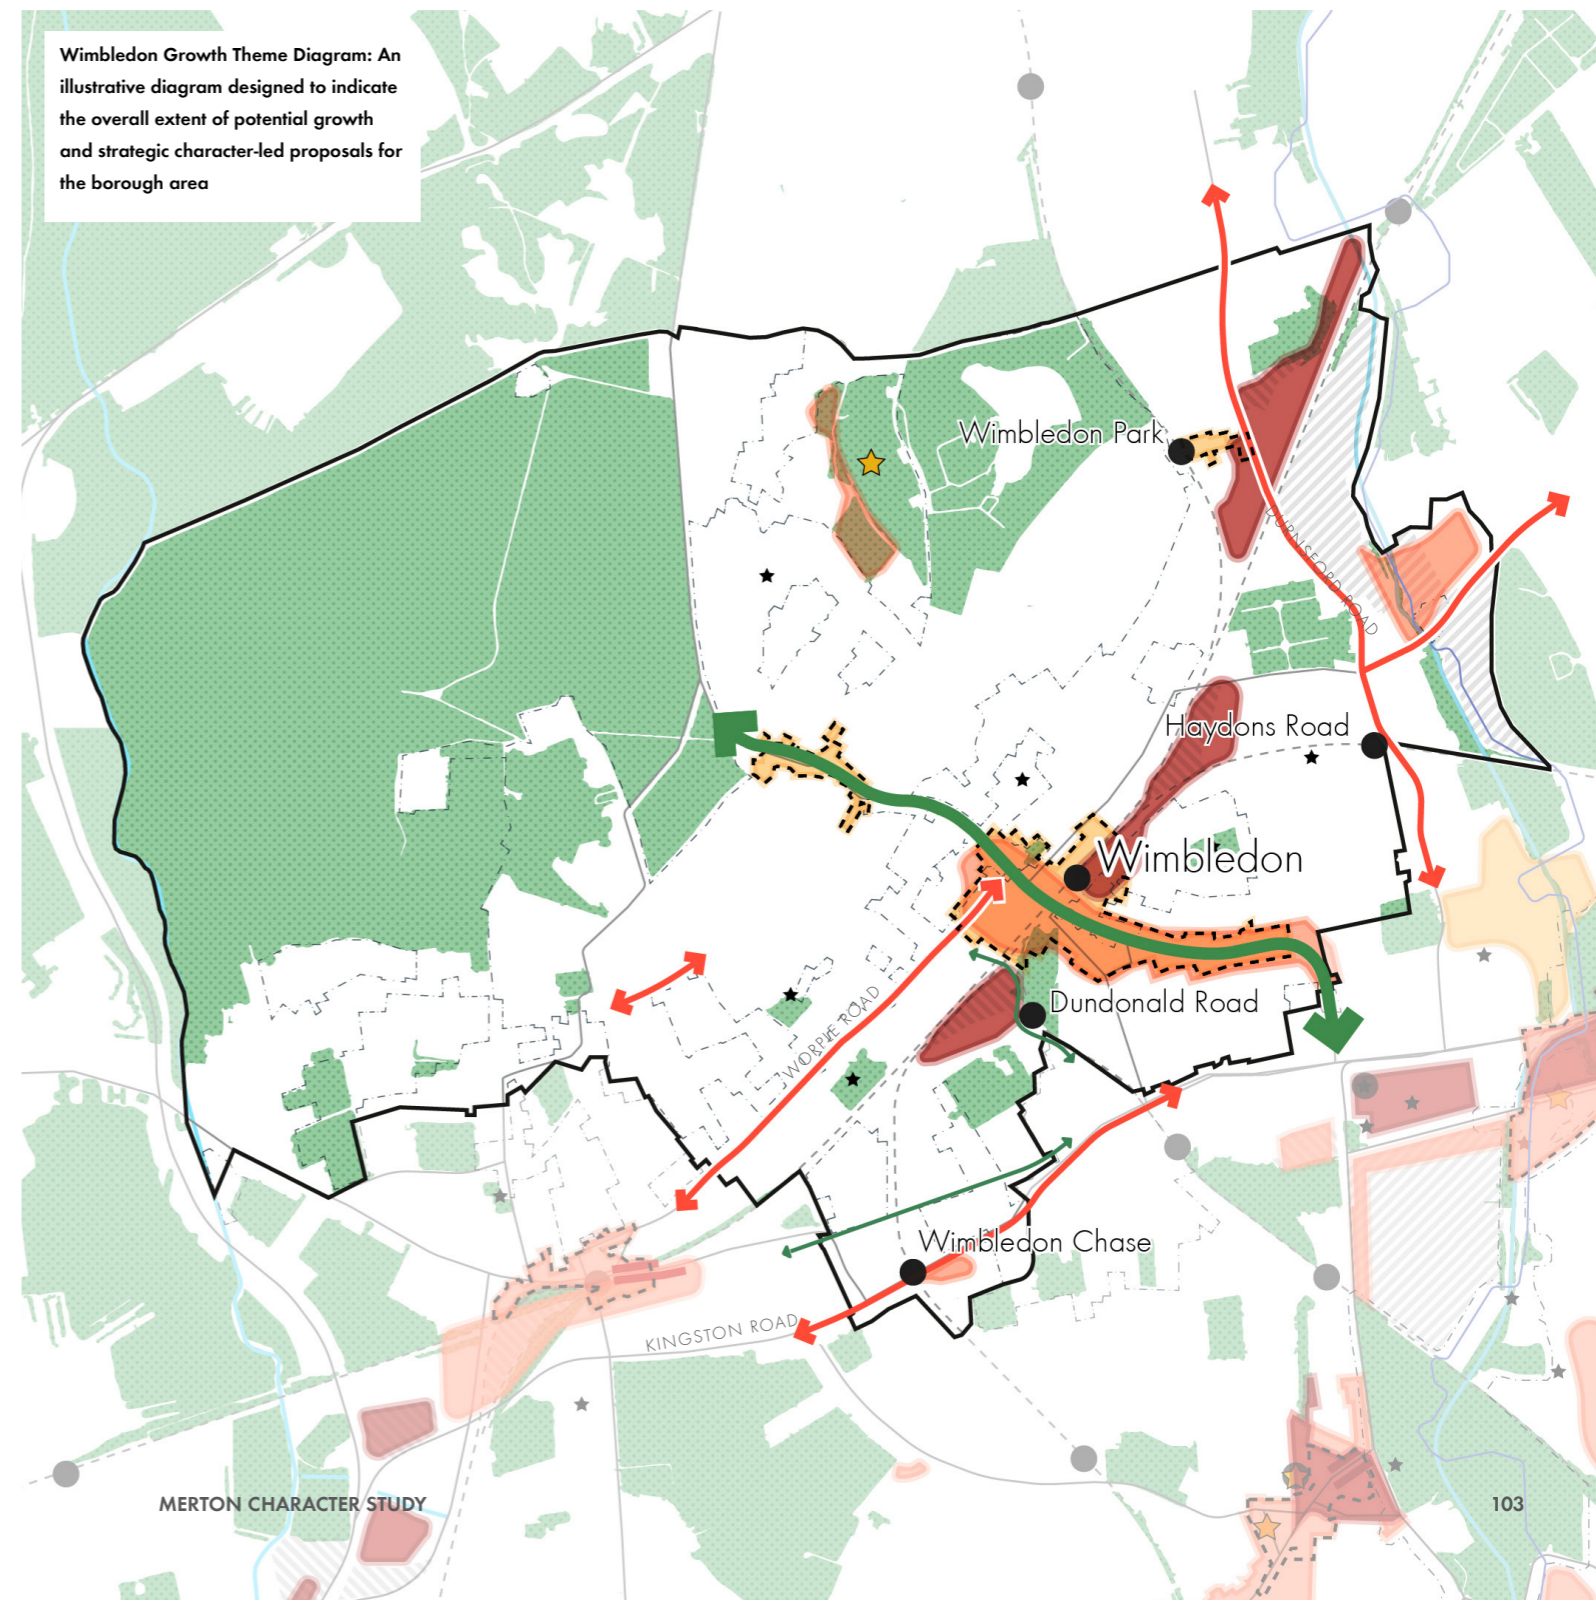 Wimbledon Growth Theme Diagram: An
illustrative diagram designed to indicate
the overall extent of potential growth
and strategic character-led proposals for
the borough area
Wimbledon Park
DURNSFORD ROAD
Haydons Road
Wimbledon
Dundonald Road
WORPLE ROAD
Wimbledon Chase
KINGSTON ROAD
MERTON CHARACTER STUDY
103